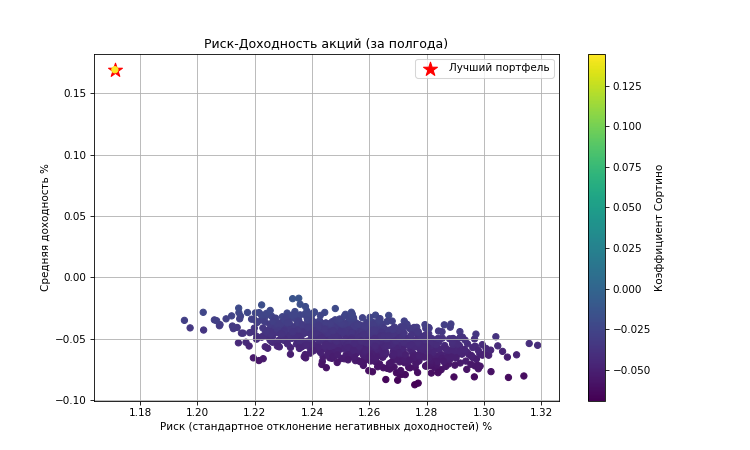 Риск-Доходность акций (за полгода)
Лучший портфель
Средняя доходность %
0.15
0.10
0.05
0.00
−0.05
−0.10
1.18 1.20 1.22 1.24 1.26 1.28 1.30 1.32
Риск (стандартное отклонение негативных доходностей) %
0.125
0.100
0.075
0.050
0.025
0.000
−0.025
−0.050
Коэффициент Сортино